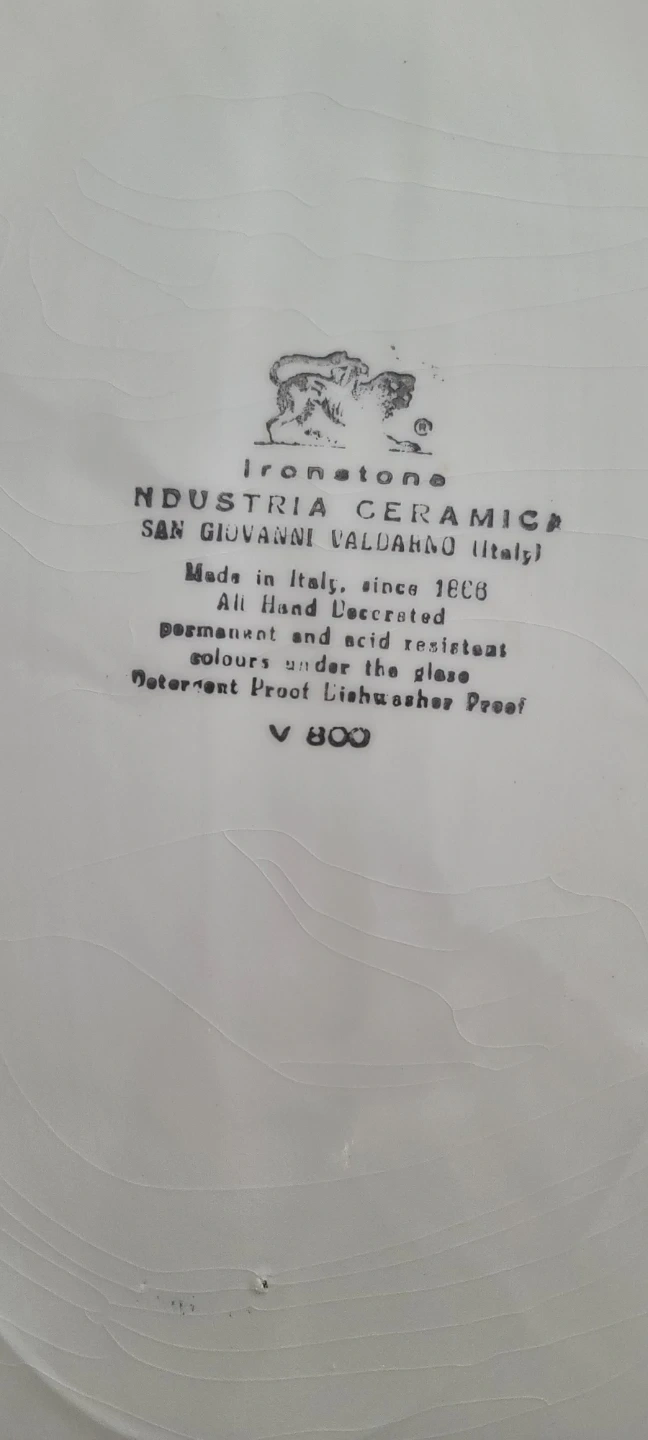 ®
Ironstone
NDUSTRIA CERAMICA
SAN GIOVANNI VALDARNO (Italy)
Made in Italy, since 1868
All Hand Decorated
permanent and acid resistent
colours under the glase
Detergent Proof Dishwasher Proof
V 800